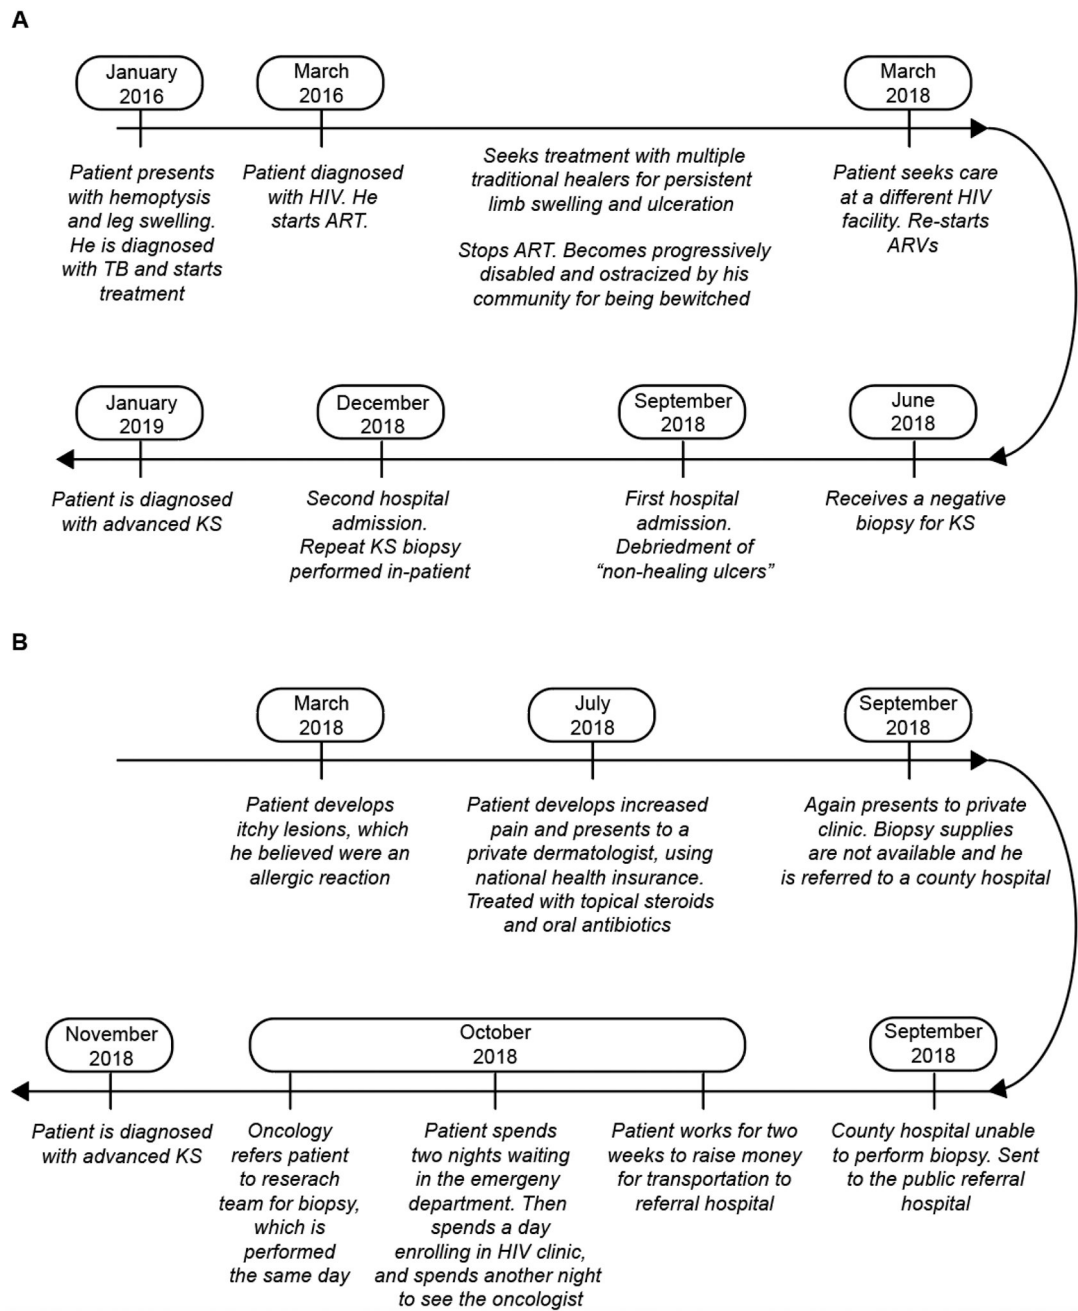 A
January
2016
March
2016
March
2018
Patient presents
with hemoptysis
and leg swelling.
He is diagnosed
with TB and starts
treatment
Patient diagnosed
with HIV. He
starts ART.
Seeks treatment with multiple
traditional healers for persistent
limb swelling and ulceration
Stops ART. Becomes progressively
disabled and ostracized by his
community for being bewitched
Patient seeks care
at a different HIV
facility. Re-starts
ARVs
June
2018
September
2018
December
2018
January
2019
Receives a negative
biopsy for KS
First hospital
admission.
Debriedment of
“non-healing ulcers”
Second hospital
admission.
Repeat KS biopsy
performed in-patient
Patient is diagnosed
with advanced KS
B
March
2018
July
2018
September
2018
Patient develops
itchy lesions, which
he believed were an
allergic reaction
Patient develops increased
pain and presents to a
private dermatologist, using
national health insurance.
Treated with topical steroids
and oral antibiotics
Again presents to private
clinic. Biopsy supplies
are not available and he
is referred to a county hospital
September
2018
October
2018
November
2018
County hospital unable
to perform biopsy. Sent
to the public referral
hospital
Patient works for two
weeks to raise money
for transportation to
referral hospital
Patient spends
two nights waiting
in the emergeny
department. Then
spends a day
enrolling in HIV clinic,
and spends another night
to see the oncologist
Oncology
refers patient
to reserach
team for biopsy,
which is
performed
the same day
Patient is diagnosed
with advanced KS